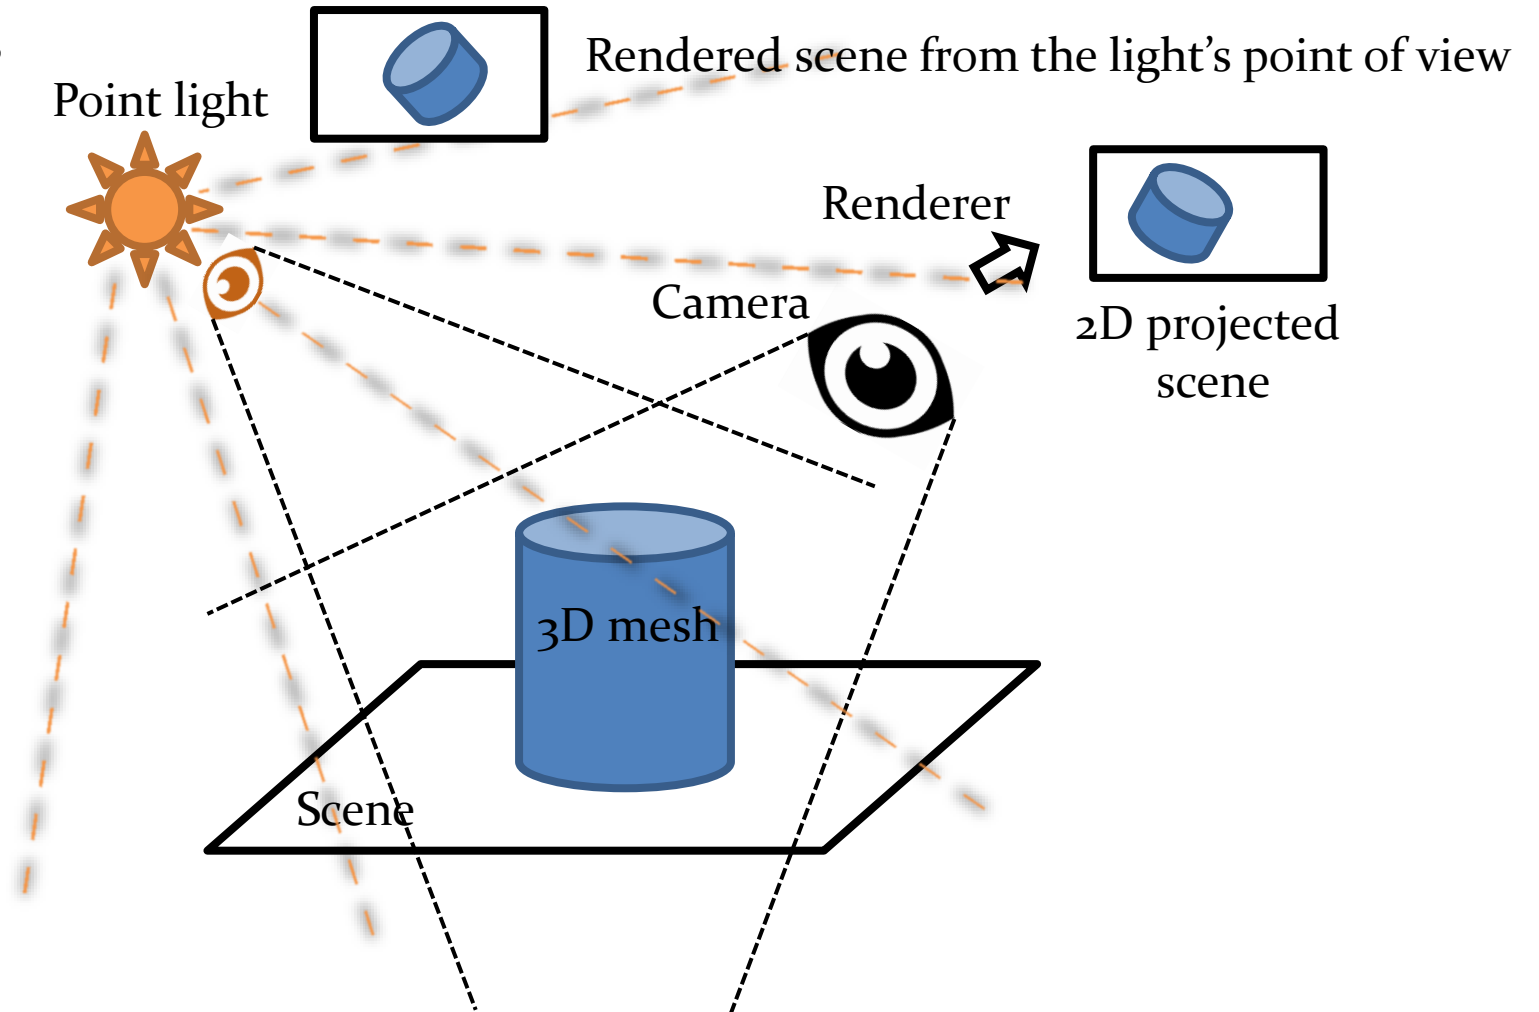 Rendered scene from the light’s point of view
Point light
Renderer
Camera
2D projected
scene
3D mesh
Scene